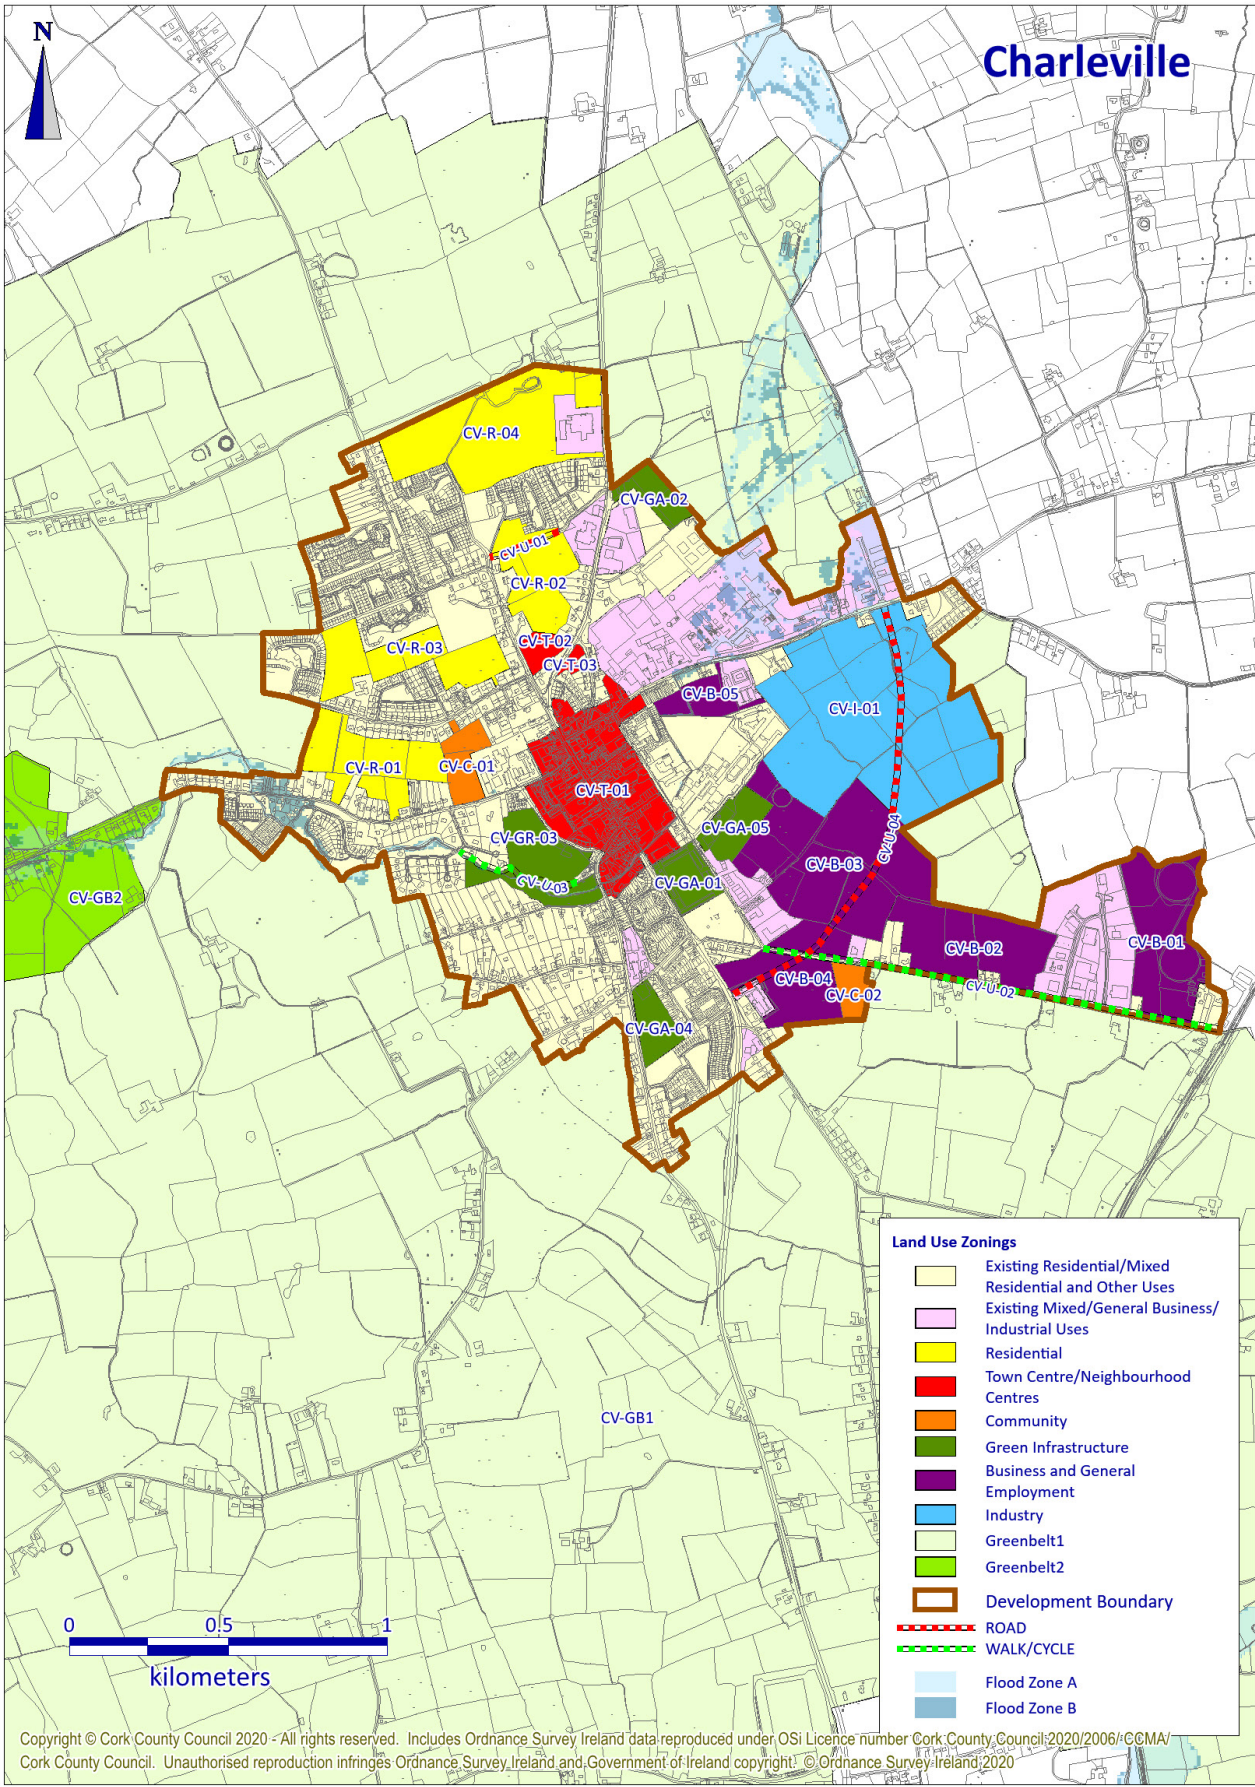 N
Charleville
CV-R-04
CV-GA-02
CV-U-01
CV-R-02
CV-T-02
CV-R-03
CV-T-03
CV-B-05
CV-I-01
CV-R-01
CV-C-01
CV-T-01
CV-GR-03
CV-GA-05
CV-U-04
CV-B-03
CV-U-03
CV-GA-01
CV-GB2
CV-B-02
CV-B-01
CV-B-04
CV-C-02
CV-U-02
CV-GA-04
CV-GB1
Land Use Zonings
Existing Residential/Mixed
Residential and Other Uses
Existing Mixed/General Business/
Industrial Uses
Residential
Town Centre/Neighbourhood
Centres
Community
Green Infrastructure
Business and General
Employment
Industry
Greenbelt1
Greenbelt2
Development Boundary
ROAD
WALK/CYCLE
Flood Zone A
Flood Zone B
0 0.5 1
kilometers
Copyright © Cork County Council 2020 - All rights reserved. Includes Ordnance Survey Ireland data reproduced under OSi Licence number Cork County Council 2020/2006/ CCMA/
Cork County Council. Unauthorised reproduction infringes Ordnance Survey Ireland and Government of Ireland copyright. © Ordnance Survey Ireland 2020